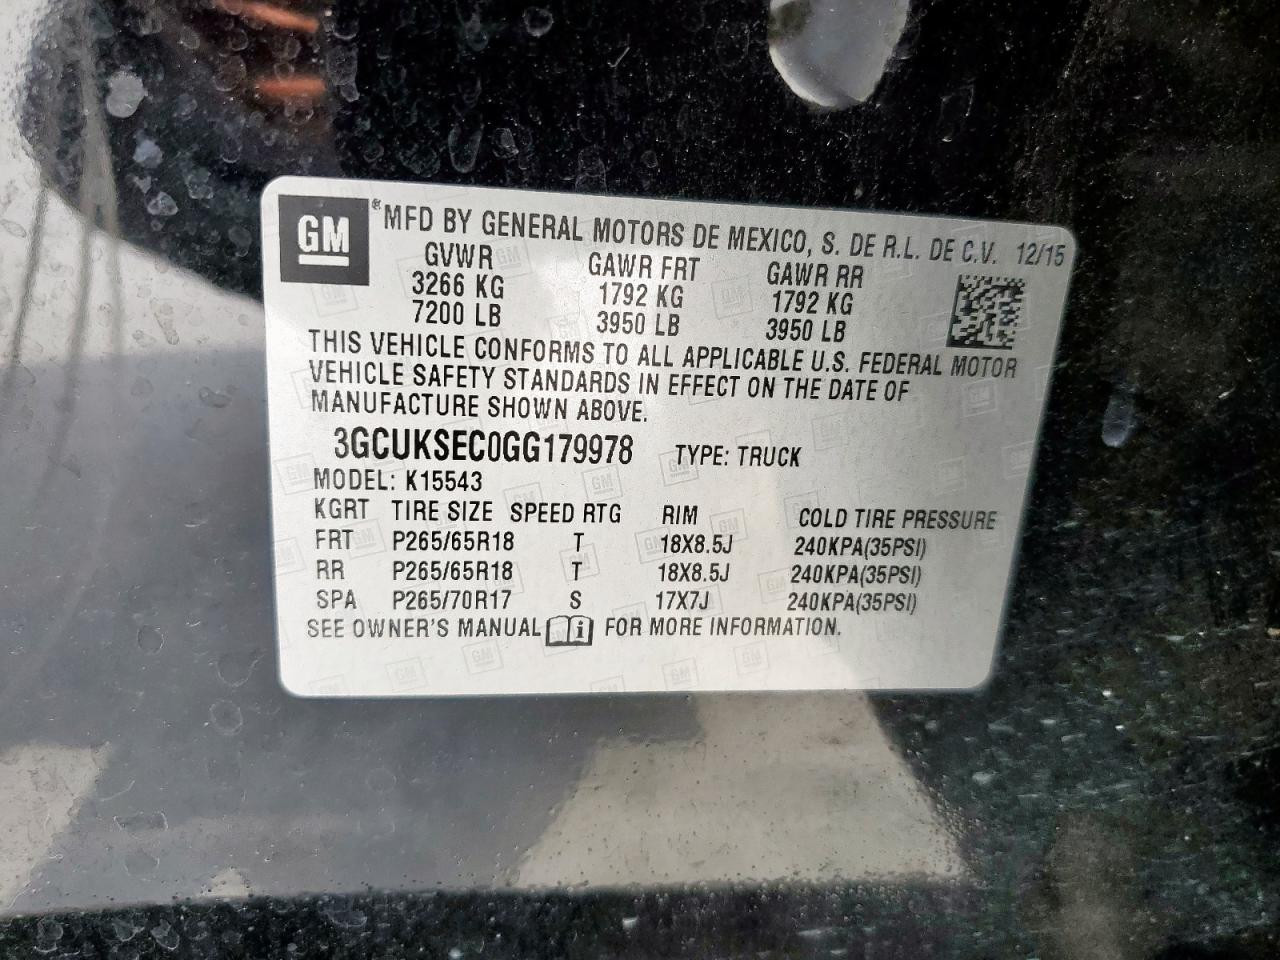 GM ® MFD BY GENERAL MOTORS DE MEXICO, S. DE R.L. DE C.V. 12/15
GVWR GAWR FRT GAWR RR
3266 KG 1792 KG 1792 KG
7200 LB 3950 LB 3950 LB
THIS VEHICLE CONFORMS TO ALL APPLICABLE U.S. FEDERAL MOTOR
VEHICLE SAFETY STANDARDS IN EFFECT ON THE DATE OF
MANUFACTURE SHOWN ABOVE.
3GCUKSEC0GG179978 TYPE: TRUCK
MODEL: K15543
KGRT TIRE SIZE SPEED RTG RIM COLD TIRE PRESSURE
FRT P265/65R18 T 18X8.5J 240KPA(35PSI)
RR P265/65R18 T 18X8.5J 240KPA(35PSI)
SPA P265/70R17 S 17X7J 240KPA(35PSI)
SEE OWNER'S MANUAL i FOR MORE INFORMATION.